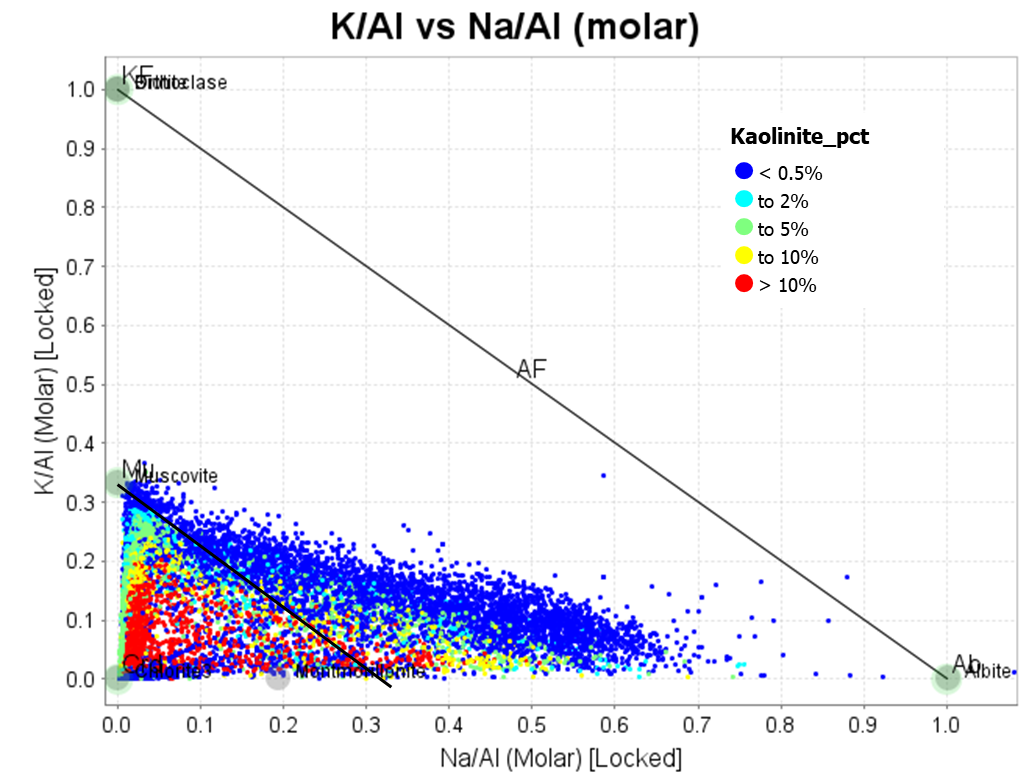 K/Al vs Na/Al (molar)
KF
Orthoclase
Kaolinite_pct
< 0.5%
to 2%
to 5%
to 10%
> 10%
AF
Mu
Muscovite
Chlorites
Montmorillonite
Ab
Albite
1.0
0.9
0.8
0.7
0.6
0.5
0.4
0.3
0.2
0.1
0.0
K/Al (Molar) [Locked]
0.0 0.1 0.2 0.3 0.4 0.5 0.6 0.7 0.8 0.9 1.0
Na/Al (Molar) [Locked]